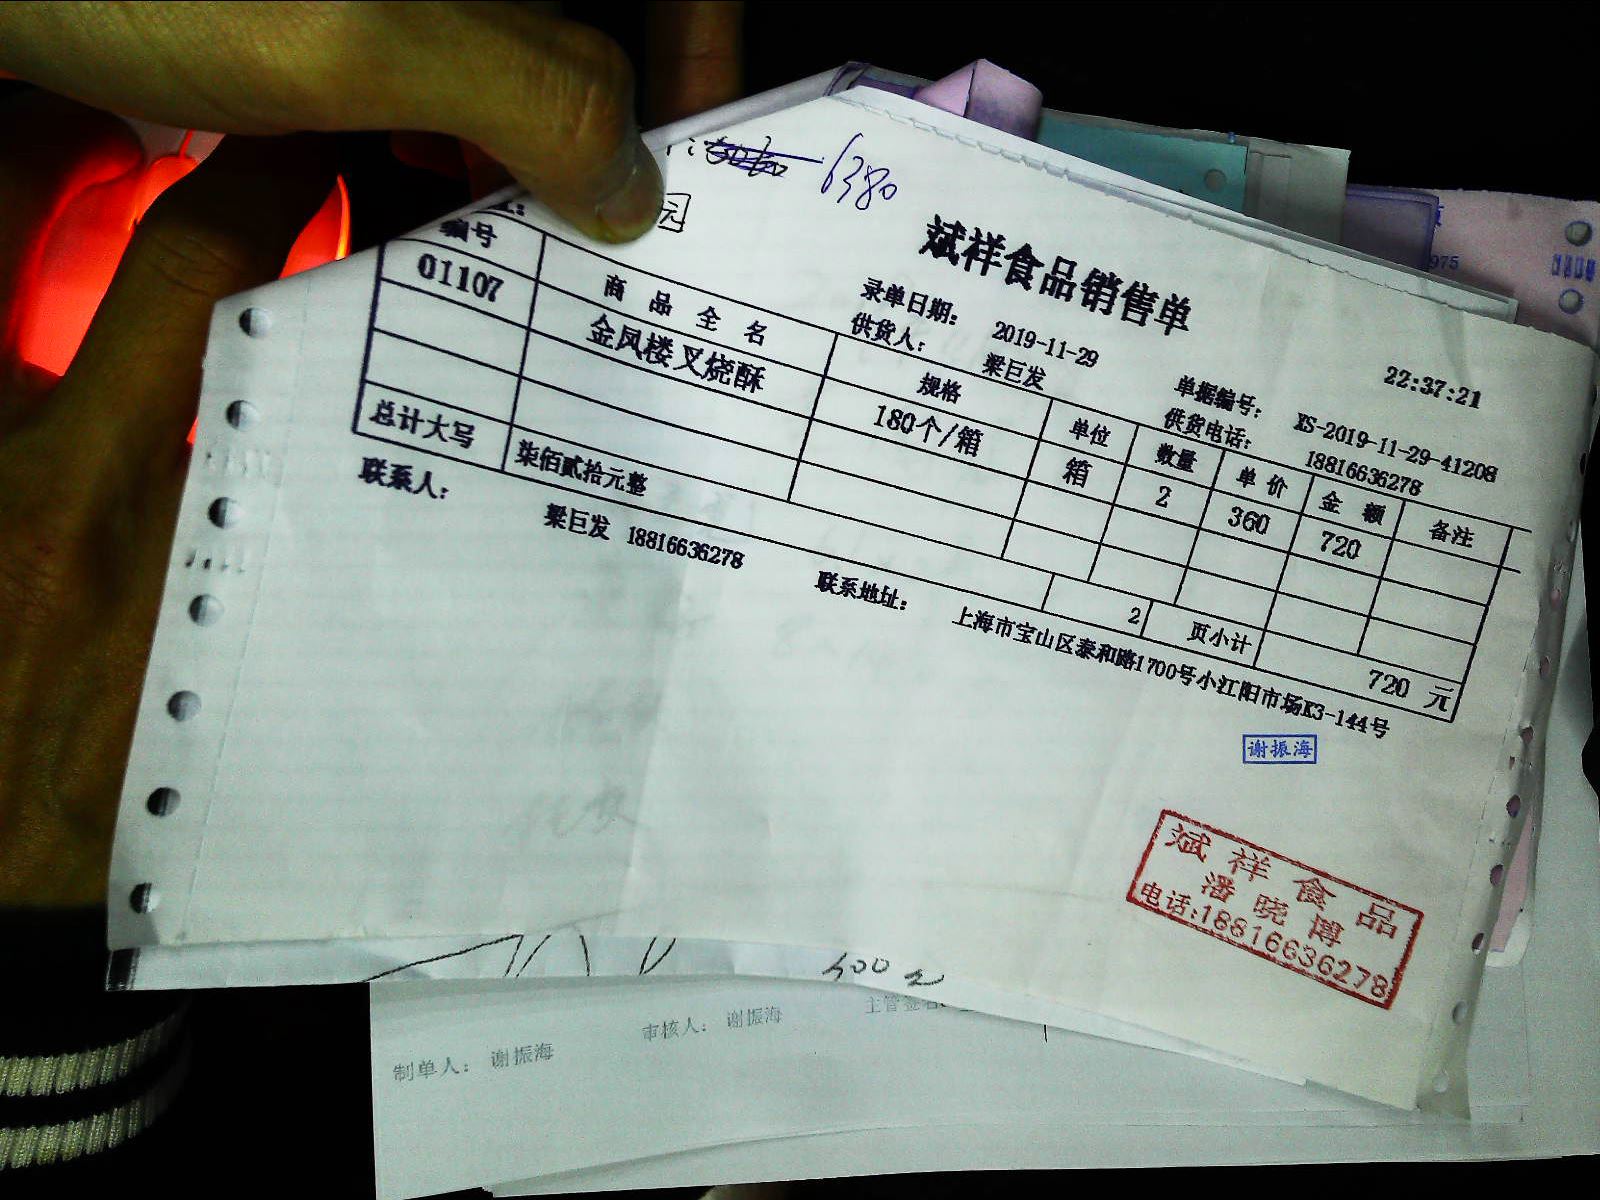 6380
元
斌祥食品销售单
22:37:21
录单日期： 2019-11-29 单据编号： XS-2019-11-29-41208
供货人： 梁巨发 供货电话： 18816636278
编号 商品全名 规格 单位 数量 单价 金额 备注
01107 金凤楼叉烧酥 180个/箱 箱 2 360 720
总计大写 柒佰贰拾元整 2 页小计 720 元
联系人： 梁巨发 18816636278 联系地址： 上海市宝山区泰和路1700号小江阳市场K3-144号
谢振海
斌祥食品
潘晓博
电话:18816636278
制单人： 谢振海 审核人： 谢振海 主管签名
975